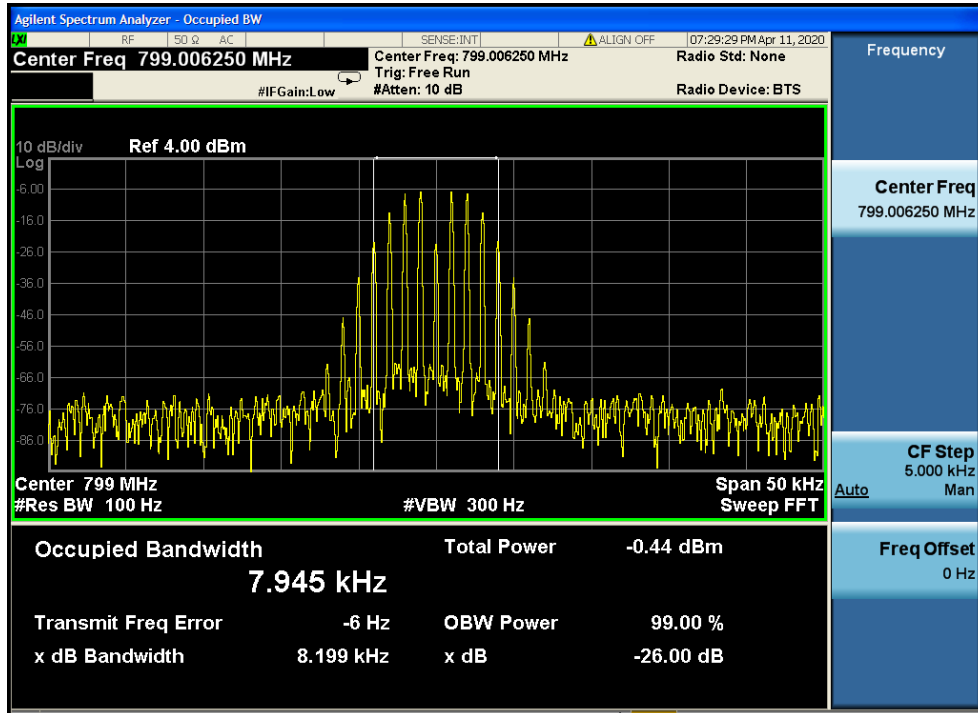 Agilent Spectrum Analyzer - Occupied BW
LXI RF 50 Ω AC SENSE:INT ALIGN OFF 07:29:29 PM Apr 11, 2020
Center Freq 799.006250 MHz Center Freq: 799.006250 MHz Radio Std: None
Trig: Free Run
#IFGain:Low #Atten: 10 dB Radio Device: BTS
Frequency
10 dB/div Ref 4.00 dBm
Log
-6.00
-16.0
-26.0
-36.0
-46.0
-56.0
-66.0
-76.0
-86.0
Center 799 MHz Span 50 kHz
#Res BW 100 Hz #VBW 300 Hz Sweep FFT
Center Freq
799.006250 MHz
CF Step
5.000 kHz
Auto Man
Freq Offset
0 Hz
Occupied Bandwidth Total Power -0.44 dBm
7.945 kHz
Transmit Freq Error -6 Hz OBW Power 99.00 %
x dB Bandwidth 8.199 kHz x dB -26.00 dB